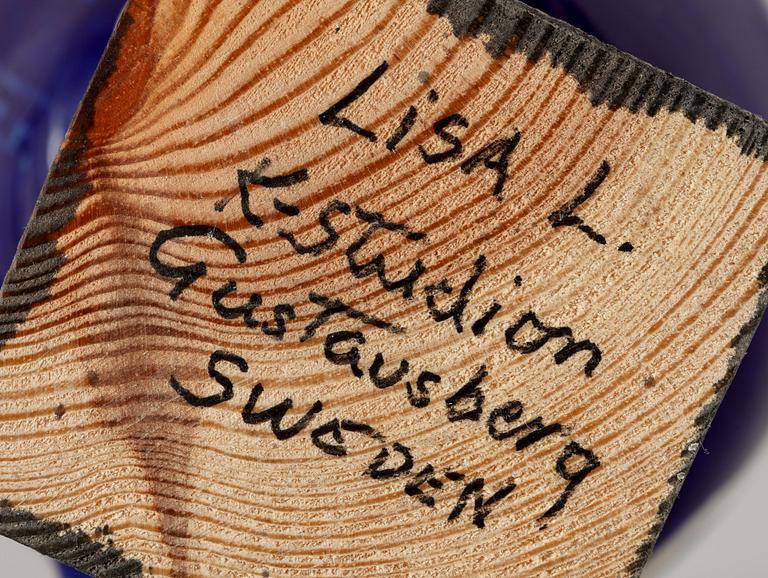 LiSA L.
K-Studion
Gustavsberg
SWEDEN